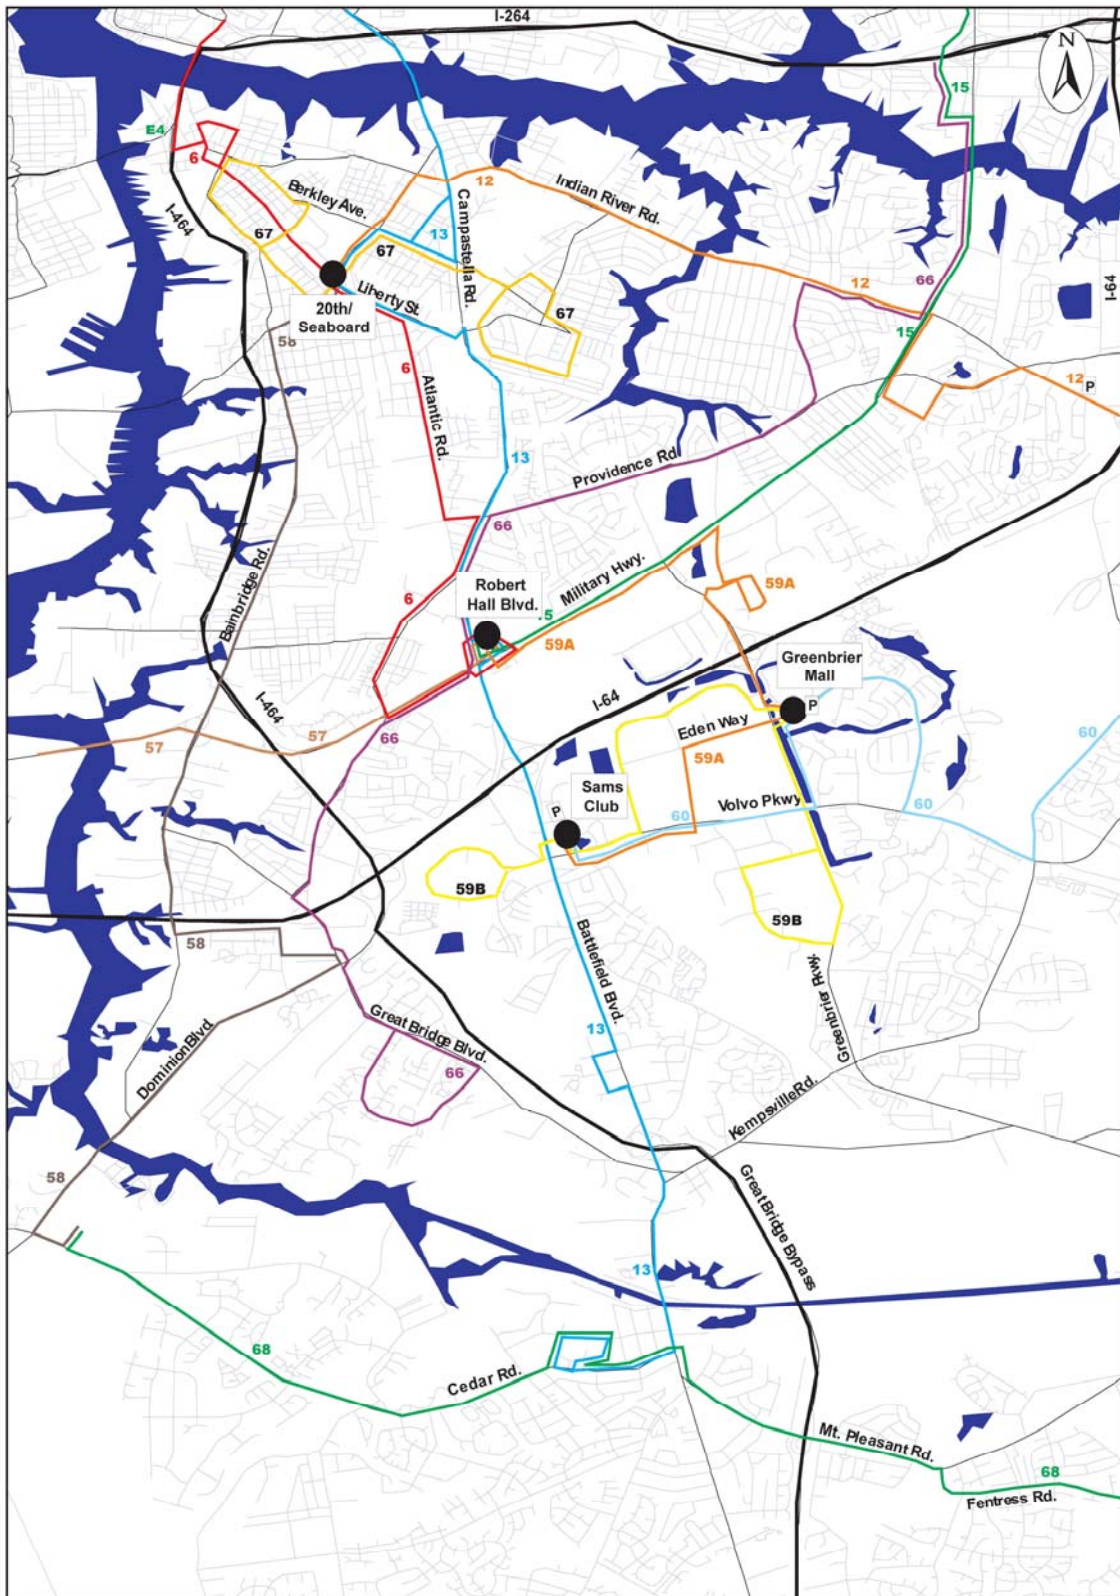 I-264
N
15
E4
6
12
Indian River Rd.
Berkley Ave.
Campastella Rd.
I-464
67
13
67
66
12
I-64
20th/
Seaboard
Liberty St.
67
15
58
6
Atlantic Rd.
12
P
13
Providence Rd
66
Bainbridge Rd.
Military Hwy.
Robert
Hall Blvd.
59A
6
.5
59A
Greenbrier
Mall
I-464
I-64
P
Eden Way
57
57
66
59A
60
Sams
Club
Volvo Pkwy
P
60
60
59B
59B
58
Battlefield Bvd.
Greenbrier Pkwy.
Great Bridge Blvd.
13
Dominion Blvd.
66
Kempsville Rd.
58
Great Bridge Bypass
13
68
Cedar Rd.
Mt. Pleasant Rd.
68
Fentress Rd.